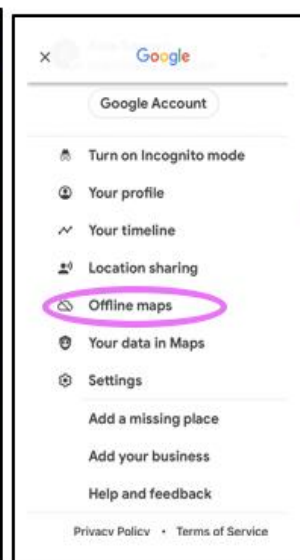 Google
Google Account
Turn on Incognito mode
Your profile
Your timeline
Location sharing
Offline maps
Your data in Maps
Settings
Add a missing place
Add your business
Help and feedback
Privacy Policy • Terms of Service